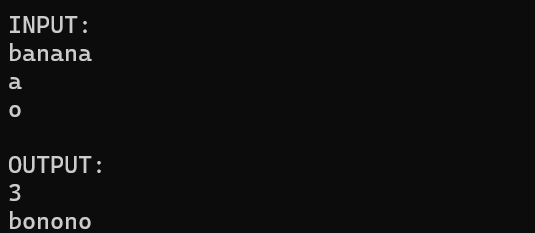 INPUT:
banana
a
o

OUTPUT:
3
bonono